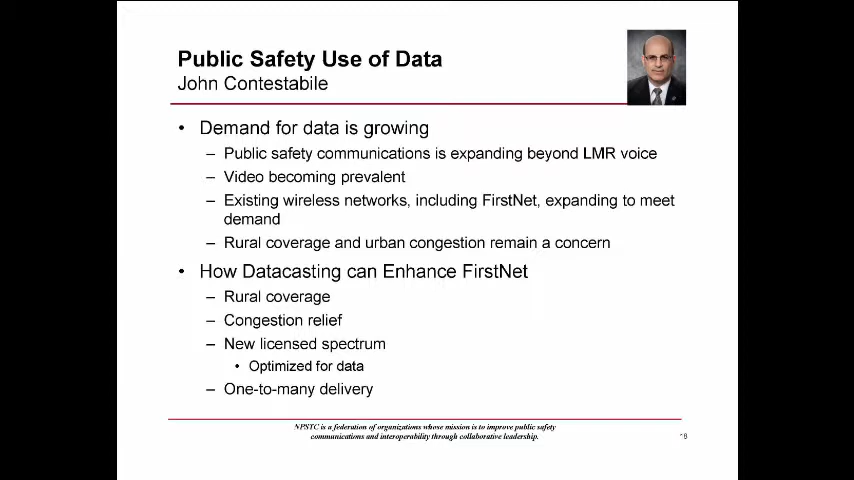 Public Safety Use of Data
John Contestabile
• Demand for data is growing
– Public safety communications is expanding beyond LMR voice
– Video becoming prevalent
– Existing wireless networks, including FirstNet, expanding to meet
demand
– Rural coverage and urban congestion remain a concern
• How Datacasting can Enhance FirstNet
– Rural coverage
– Congestion relief
– New licensed spectrum
• Optimized for data
– One-to-many delivery
NPSTC is a federation of organizations whose mission is to improve public safety
communications and interoperability through collaborative leadership.
18